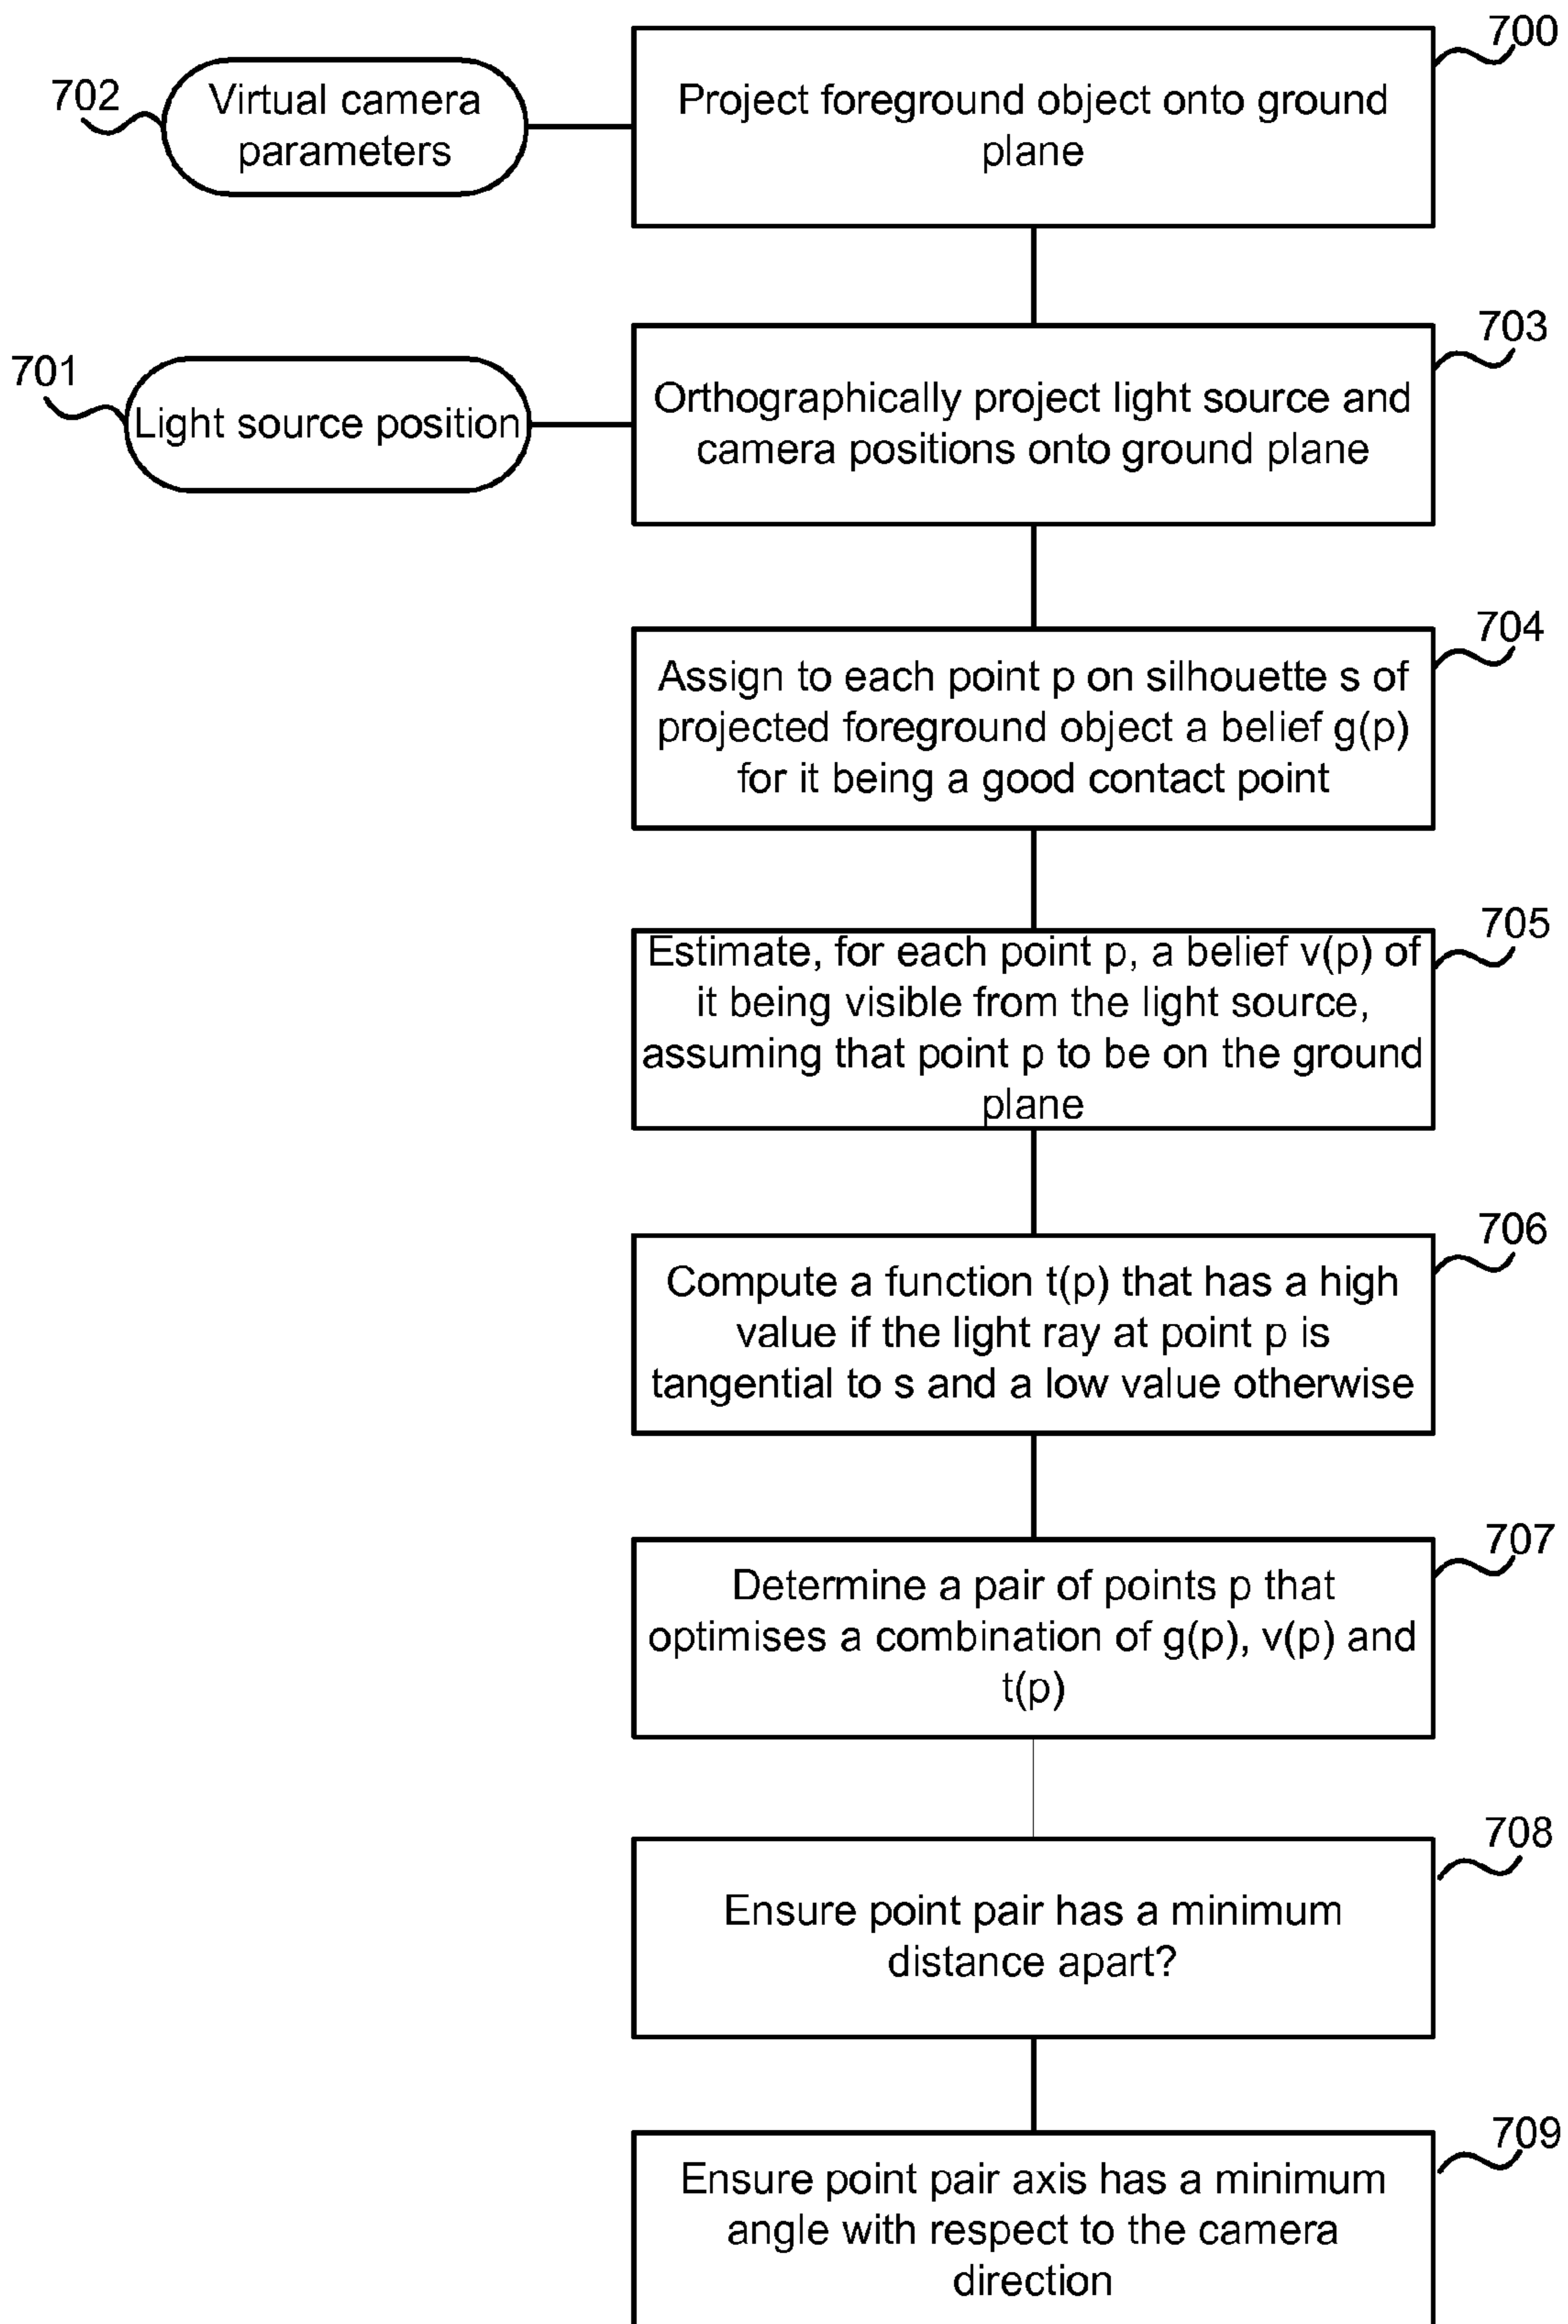 700
702
Virtual camera
parameters
Project foreground object onto ground
plane
703
701
Light source position
Orthographically project light source and
camera positions onto ground plane
704
Assign to each point p on silhouette s of
projected foreground object a belief g(p)
for it being a good contact point
705
Estimate, for each point p, a belief v(p) of
it being visible from the light source,
assuming that point p to be on the ground
plane
706
Compute a function t(p) that has a high
value if the light ray at point p is
tangential to s and a low value otherwise
707
Determine a pair of points p that
optimises a combination of g(p), v(p) and
t(p)
708
Ensure point pair has a minimum
distance apart?
709
Ensure point pair axis has a minimum
angle with respect to the camera
direction